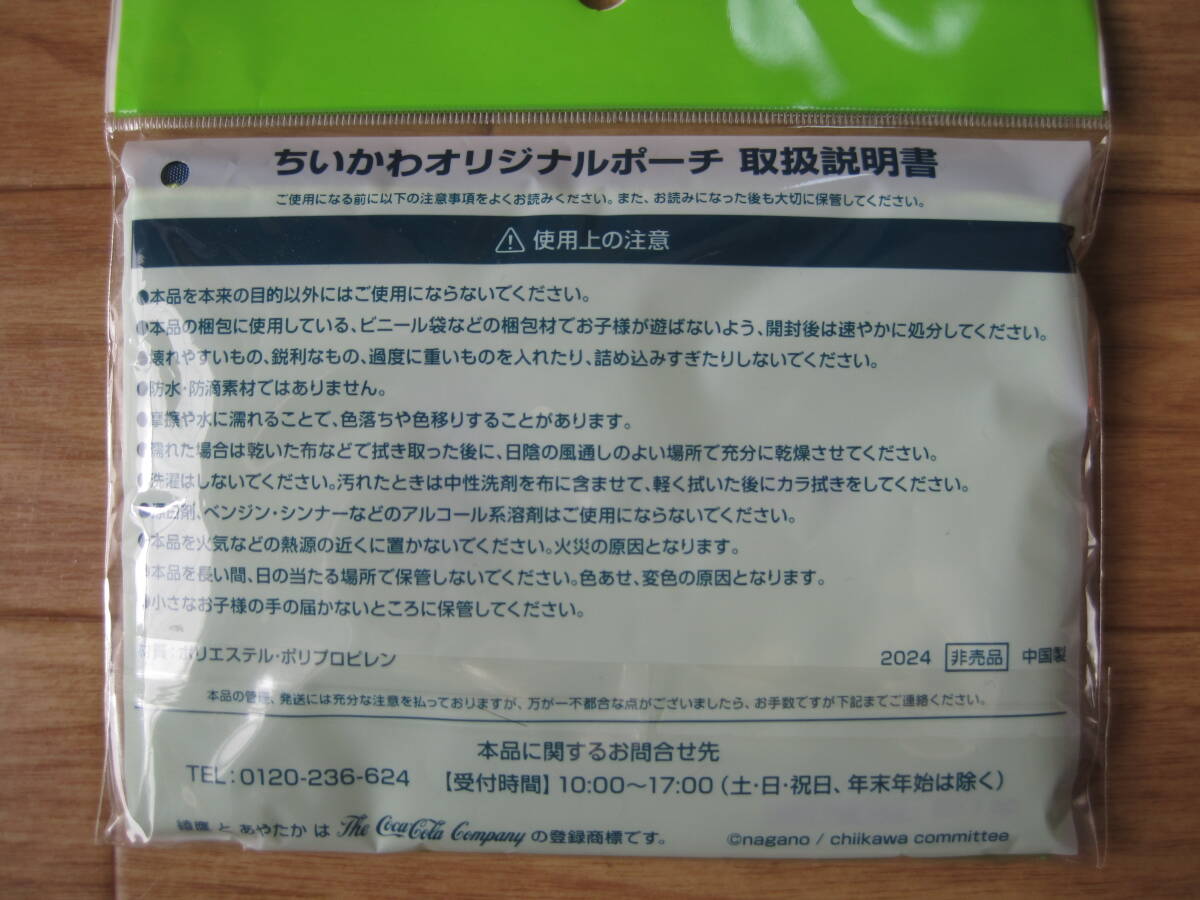 ちいかわオリジナルポーチ 取扱説明書
ご使用になる前に以下の注意事項をよくお読みください。また、お読みになった後も大切に保管してください。
⚠ 使用上の注意
●本品を本来の目的以外にはご使用にならないでください。
●本品の梱包に使用している、ビニール袋などの梱包材でお子様が遊ばないよう、開封後は速やかに処分してください。
●壊れやすいもの、鋭利なもの、過度に重いものを入れたり、詰め込みすぎたりしないでください。
●防水・防滴素材ではありません。
●摩擦や水に濡れることで、色落ちや色移りすることがあります。
●濡れた場合は乾いた布などで拭き取った後に、日陰の風通しのよい場所で充分に乾燥させてください。
●洗濯はしないでください。汚れたときは中性洗剤を布に含ませて、軽く拭いた後にカラ拭きをしてください。
●漂白剤、ベンジン・シンナーなどのアルコール系溶剤はご使用にならないでください。
●本品を火気などの熱源の近くに置かないでください。火災の原因となります。
●本品を長い間、日の当たる場所で保管しないでください。色あせ、変色の原因となります。
●小さなお子様の手の届かないところに保管してください。
材質：ポリエステル・ポリプロピレン 2024 非売品 中国製
本品の管理、発送には充分な注意を払っておりますが、万が一不都合な点がございましたら、お手数ですが下記までご連絡ください。
本品に関するお問合せ先
TEL:0120-236-624 【受付時間】10:00〜17:00(土・日・祝日、年末年始は除く)
綾鷹 と あやたか は The Coca-Cola Company の登録商標です。 ©nagano / chiikawa committee